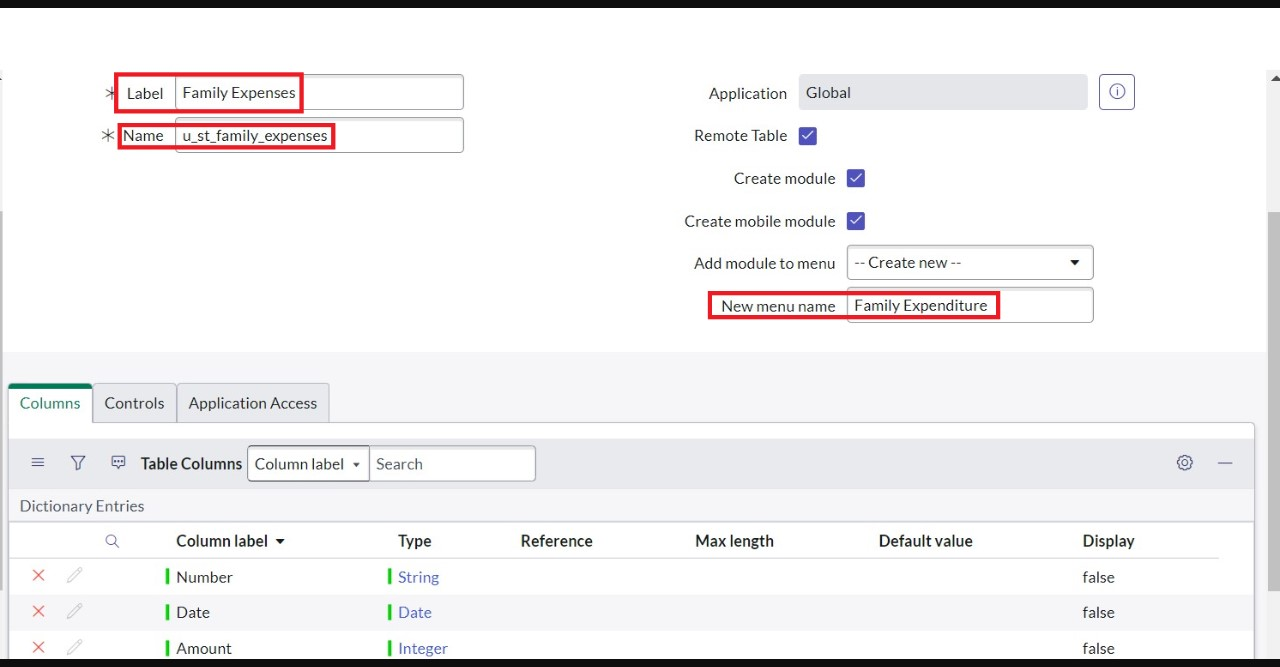 * Label Family Expenses
Application Global
* Name u_st_family_expenses
Remote Table
Create module
Create mobile module
Add module to menu -- Create new --
New menu name Family Expenditure
Columns Controls Application Access
Table Columns Column label Search
Dictionary Entries
Column label Type Reference Max length Default value Display
Number String false
Date Date false
Amount Integer false